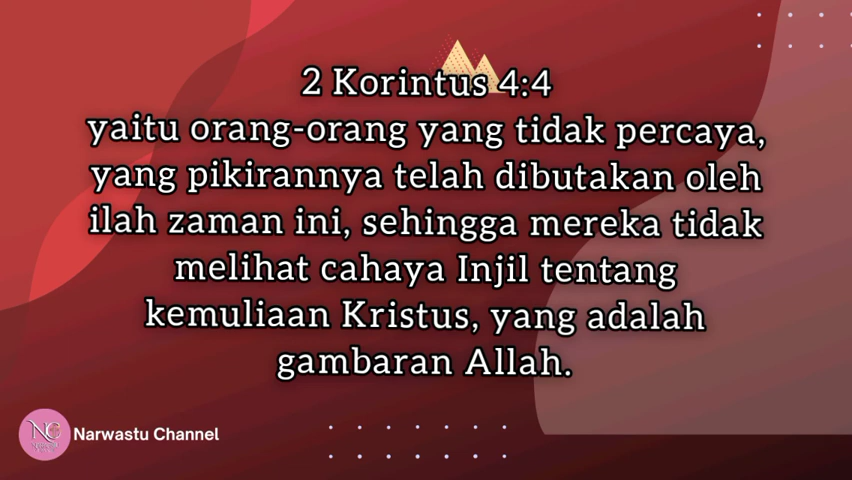 2 Korintus 4:4
yaitu orang-orang yang tidak percaya,
yang pikirannya telah dibutakan oleh
ilah zaman ini, sehingga mereka tidak
melihat cahaya Injil tentang
kemuliaan Kristus, yang adalah
gambaran Allah.
NC
Narwastu Channel